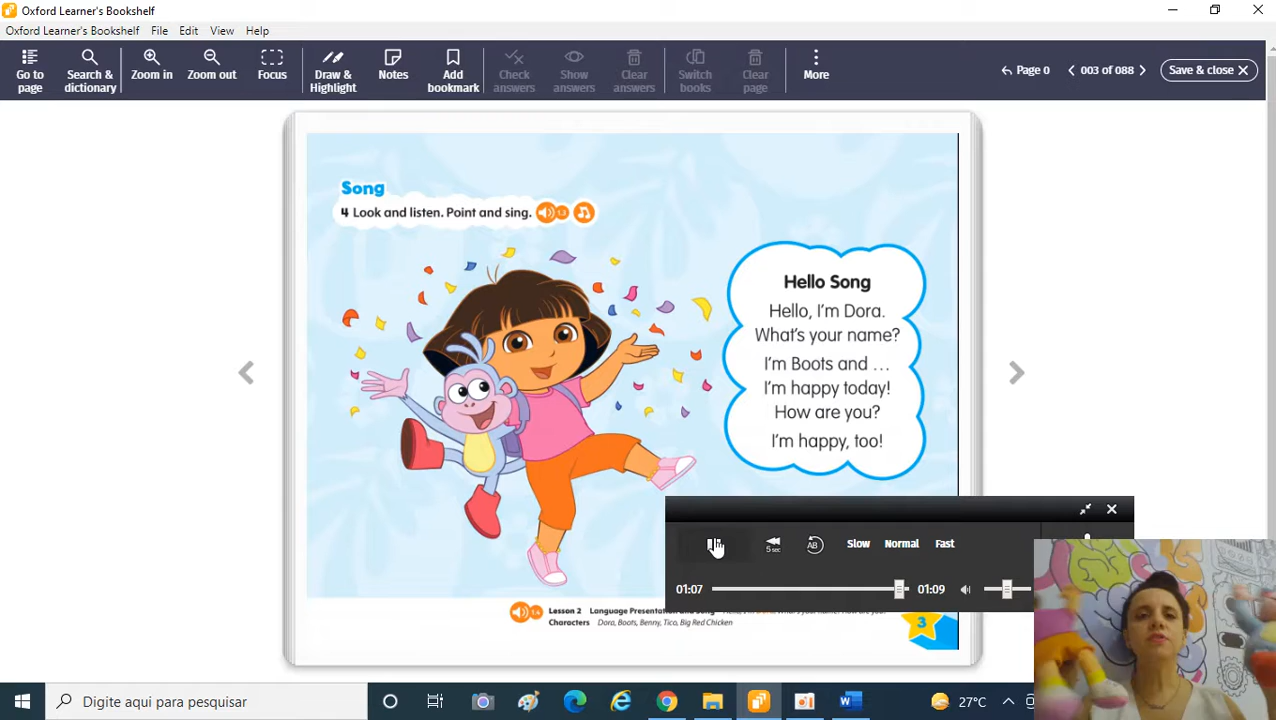 Oxford Learner's Bookshelf
Oxford Learner's Bookshelf File Edit View Help
Go to page
Search & dictionary
Zoom in
Zoom out
Focus
Draw & Highlight
Notes
Add bookmark
Check answers
Show answers
Clear answers
Switch books
Clear page
More
Page 0
003 of 088
Save & close
Song
4 Look and listen. Point and sing.
Hello Song
Hello, I'm Dora.
What's your name?
I'm Boots and ...
I'm happy today!
How are you?
I'm happy, too!
5 sec
AB
Slow
Normal
Fast
01:07
01:09
Lesson 2 Language Presentation and Song
Characters Dora, Boots, Benny, Tico, Big Red Chicken
3
Digite aqui para pesquisar
27°C